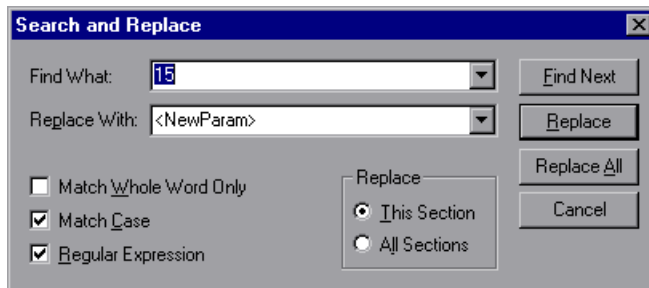 Search and Replace
Find What: 15 Find Next
Replace With: <NewParam> Replace
Match Whole Word Only Replace Replace All
Match Case This Section Cancel
Regular Expression All Sections